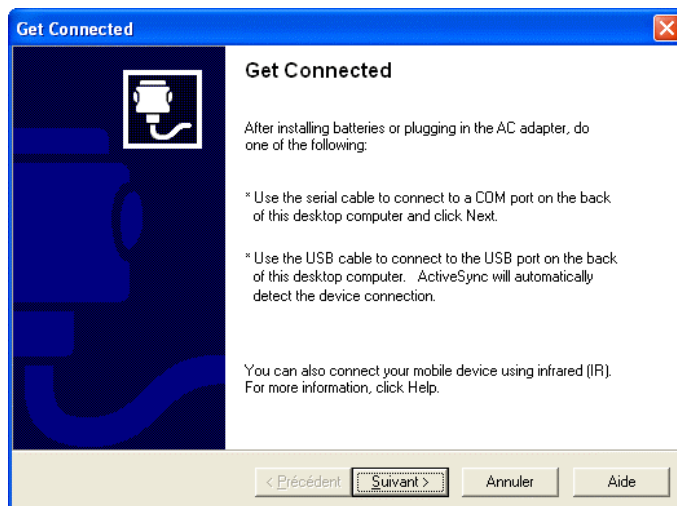 Get Connected
Get Connected
After installing batteries or plugging in the AC adapter, do
one of the following:
* Use the serial cable to connect to a COM port on the back
of this desktop computer and click Next.
* Use the USB cable to connect to the USB port on the back
of this desktop computer. ActiveSync will automatically
detect the device connection.
You can also connect your mobile device using infrared (IR).
For more information, click Help.
< Précédent
Suivant >
Annuler
Aide